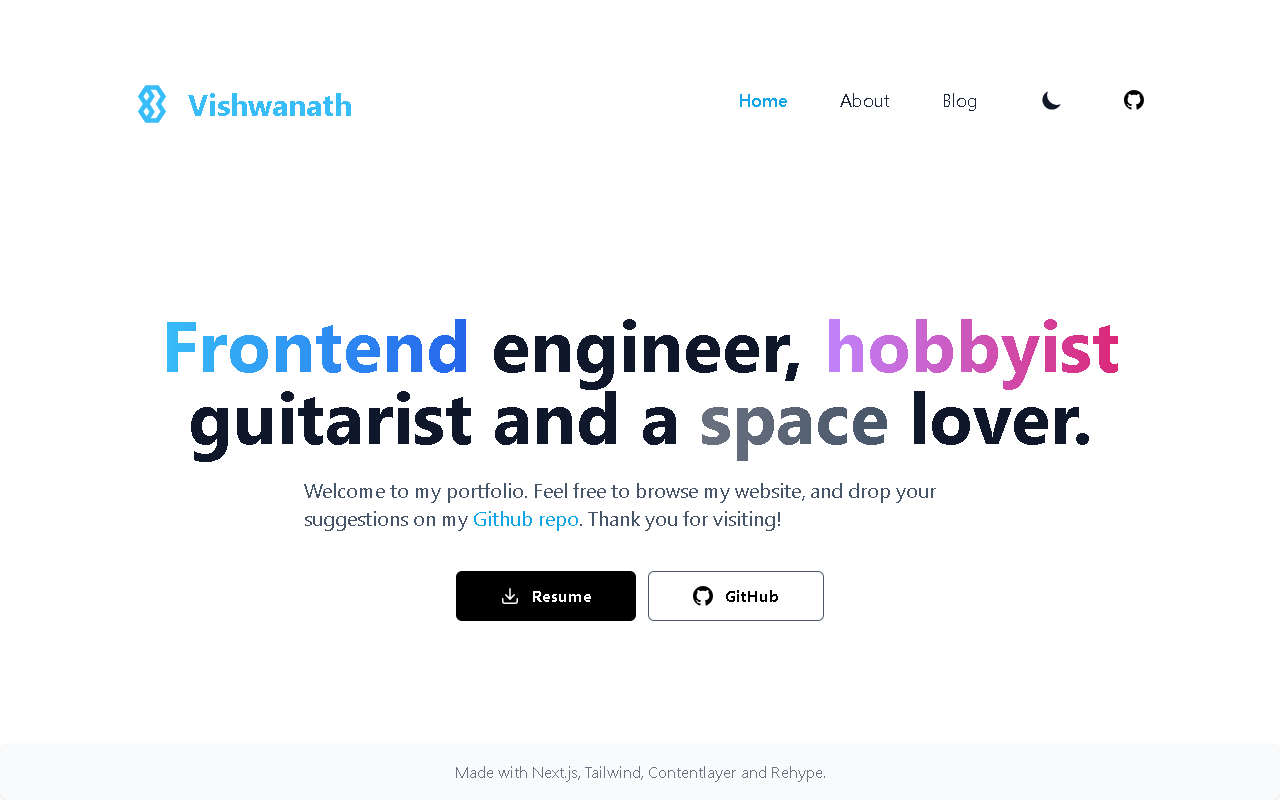 Vishwanath
Home
About
Blog
Frontend engineer, hobbyist
guitarist and a space lover.
Welcome to my portfolio. Feel free to browse my website, and drop your
suggestions on my Github repo. Thank you for visiting!
Resume
GitHub
Made with Next.js, Tailwind, Contentlayer and Rehype.